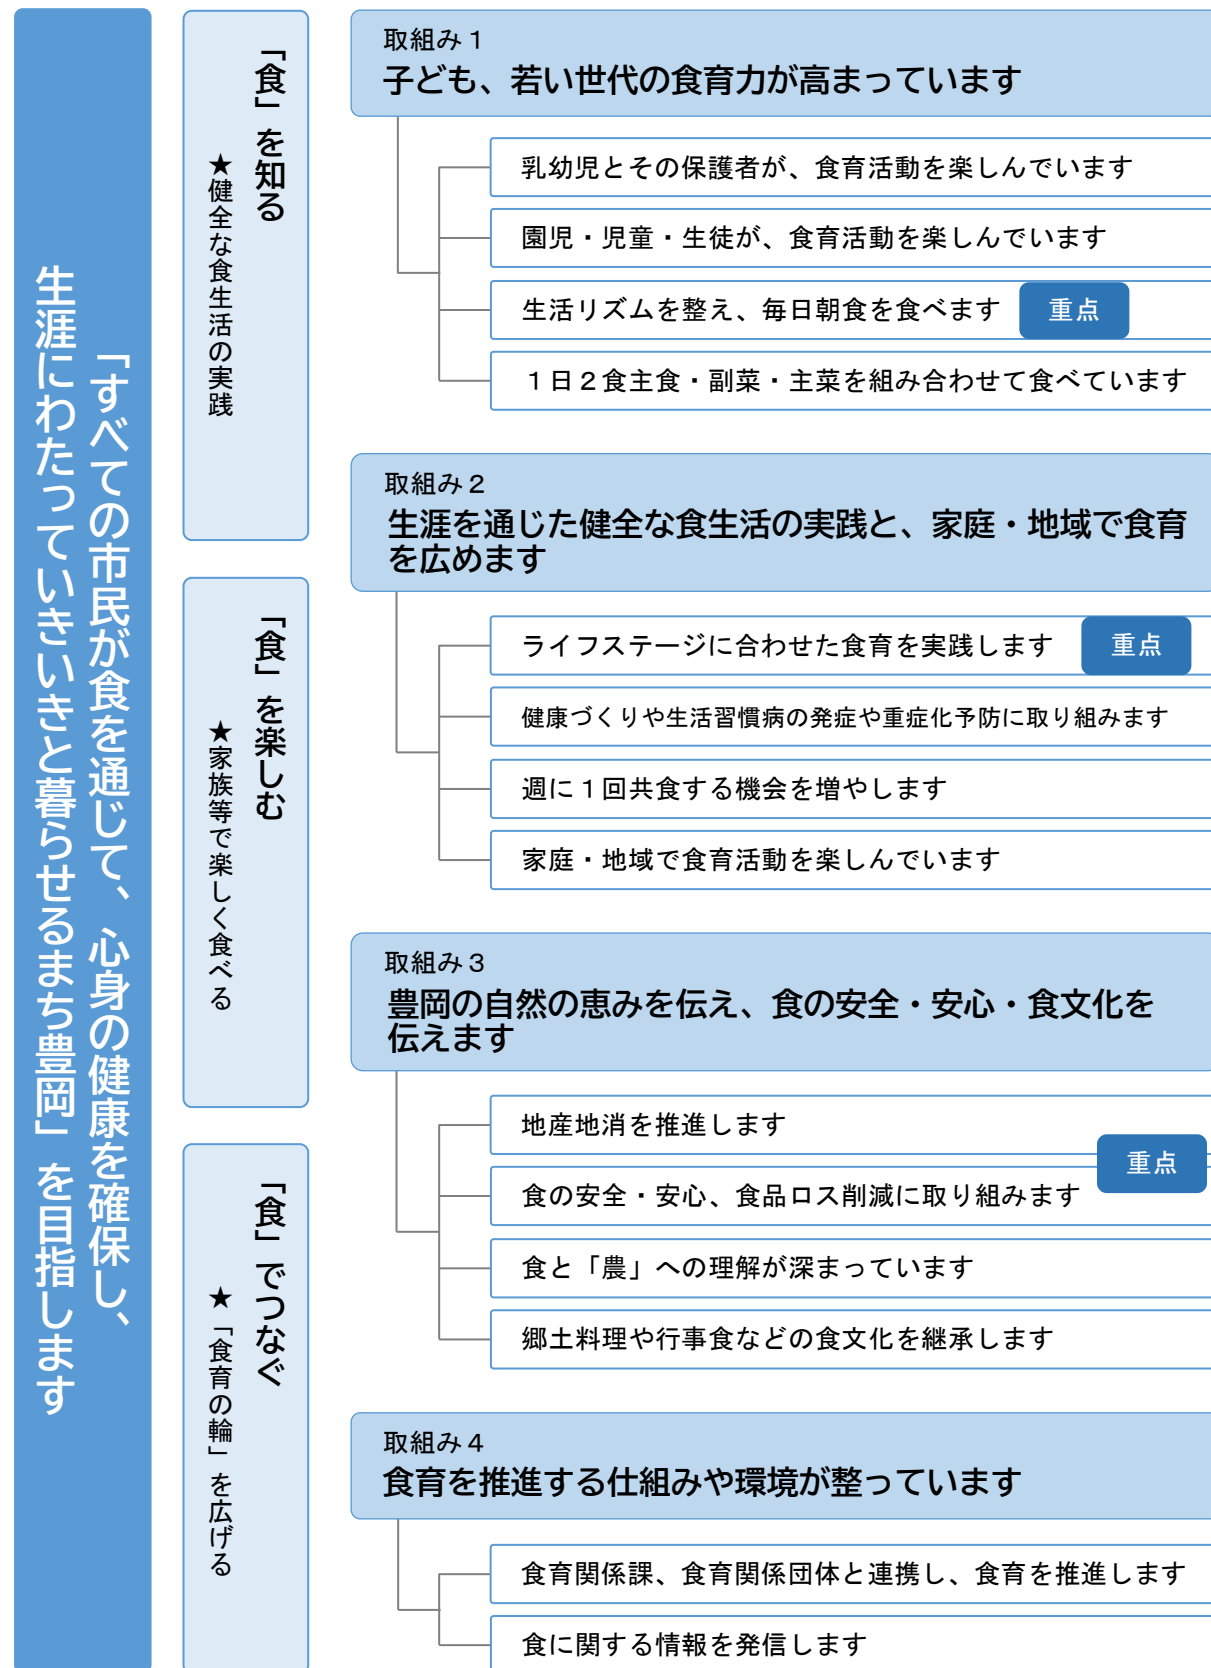 「すべての市民が食を通じて、心身の健康を確保し、
生涯にわたっていきいきと暮らせるまち豊岡」を目指します
「食」を知る
★健全な食生活の実践
「食」を楽しむ
★家族等で楽しく食べる
「食」でつなぐ
★「食育の輪」を広げる
取組み１
子ども、若い世代の食育力が高まっています
乳幼児とその保護者が、食育活動を楽しんでいます
園児・児童・生徒が、食育活動を楽しんでいます
生活リズムを整え、毎日朝食を食べます
重点
１日２食主食・副菜・主菜を組み合わせて食べています
取組み２
生涯を通じた健全な食生活の実践と、家庭・地域で食育
を広めます
ライフステージに合わせた食育を実践します
重点
健康づくりや生活習慣病の発症や重症化予防に取り組みます
週に１回共食する機会を増やします
家庭・地域で食育活動を楽しんでいます
取組み３
豊岡の自然の恵みを伝え、食の安全・安心・食文化を
伝えます
地産地消を推進します
重点
食の安全・安心、食品ロス削減に取り組みます
食と「農」への理解が深まっています
郷土料理や行事食などの食文化を継承します
取組み４
食育を推進する仕組みや環境が整っています
食育関係課、食育関係団体と連携し、食育を推進します
食に関する情報を発信します